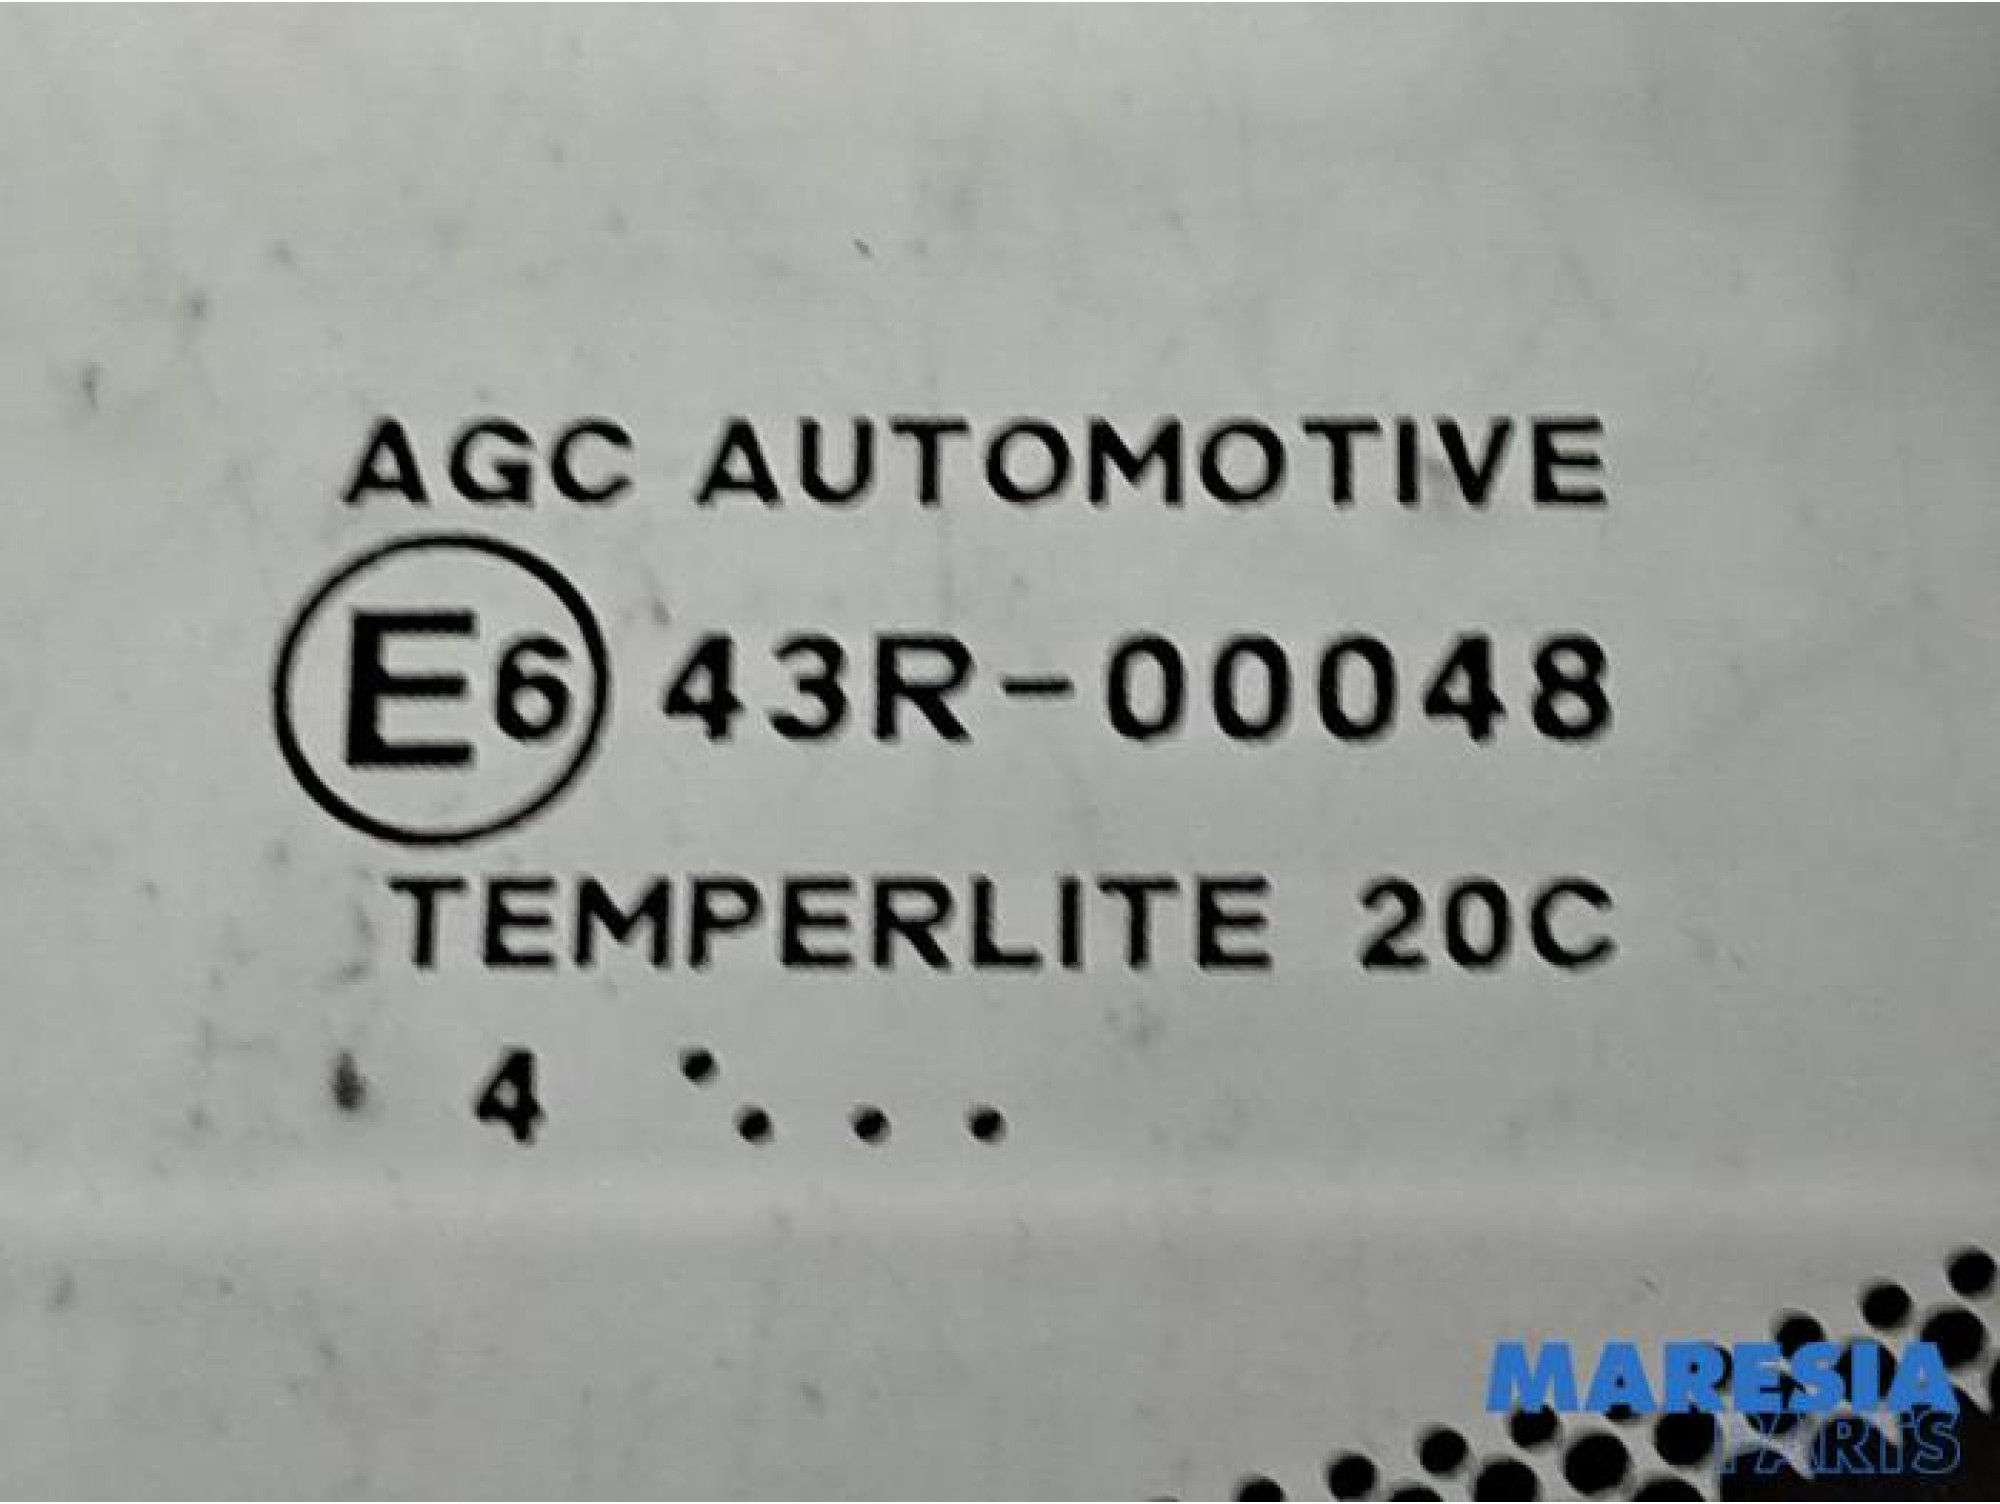 AGC AUTOMOTIVE
E6 43R-00048
TEMPERLITE 20C
4 ....
MARESIA
PARTS